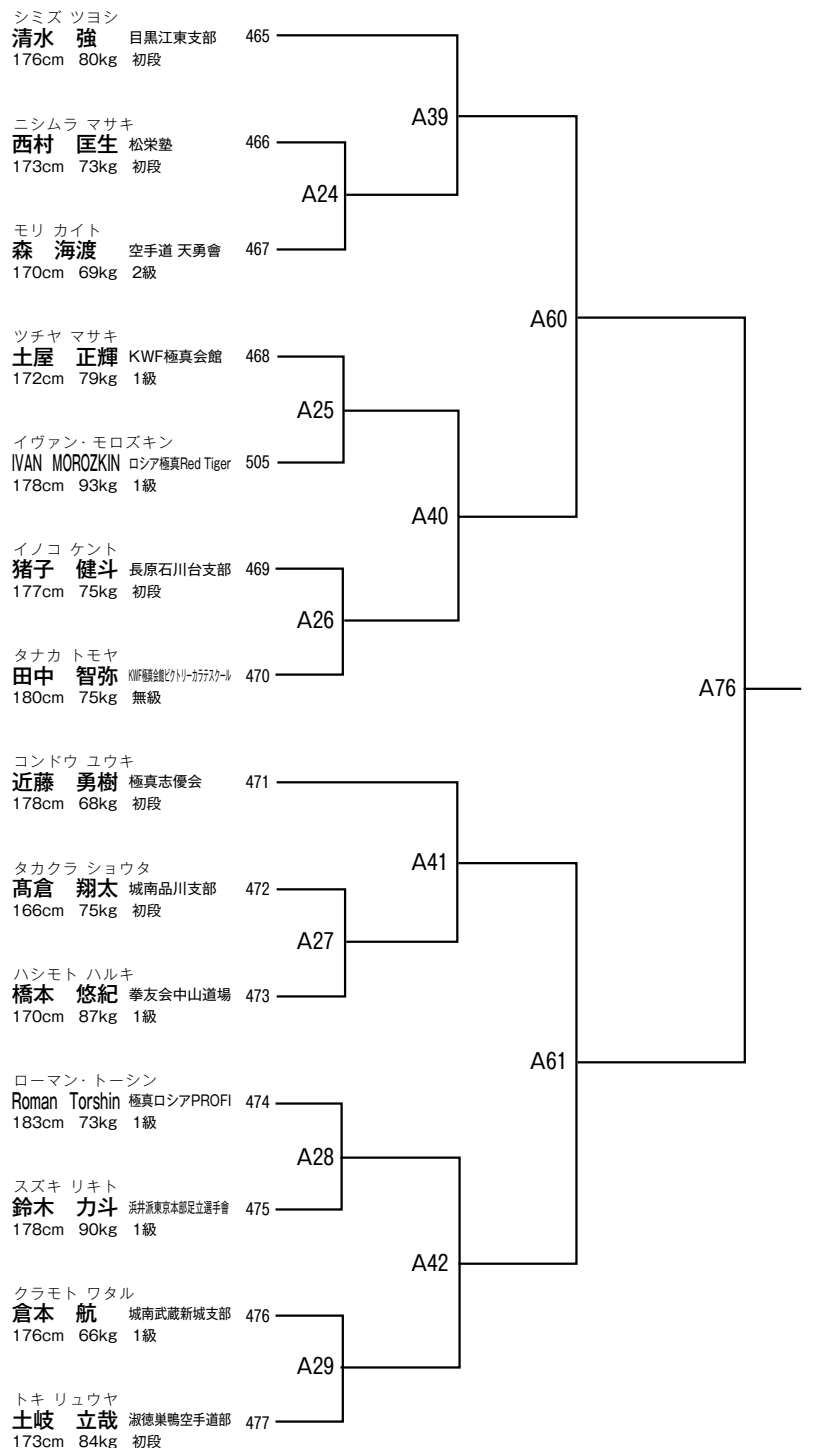 シミズ ツヨシ
清水 強 目黒江東支部 465
176cm 80kg 初段
A39
ニシムラ マサキ
西村 匡生 松栄塾 466
173cm 73kg 初段
A24
モリ カイト
森 海渡 空手道 天勇會 467
170cm 69kg 2級
A60
ツチヤ マサキ
土屋 正輝 KWF極真会館 468
172cm 79kg 1級
A25
イヴァン・モロズキン
IVAN MOROZKIN ロシア極真Red Tiger 505
178cm 93kg 1級
A40
イノコ ケント
猪子 健斗 長原石川台支部 469
177cm 75kg 初段
A26
タナカ トモヤ
田中 智弥 KWF極真会館ビクトリーカラテスクール 470
180cm 75kg 無級
A76
コンドウ ユウキ
近藤 勇樹 極真志優会 471
178cm 68kg 初段
A41
タカクラ ショウタ
髙倉 翔太 城南品川支部 472
166cm 75kg 初段
A27
ハシモト ハルキ
橋本 悠紀 拳友会中山道場 473
170cm 87kg 1級
A61
ローマン・トーシン
Roman Torshin 極真ロシアPROFI 474
183cm 73kg 1級
A28
スズキ リキト
鈴木 力斗 浜井派東京本部足立選手會 475
178cm 90kg 1級
A42
クラモト ワタル
倉本 航 城南武蔵新城支部 476
176cm 66kg 1級
A29
トキ リュウヤ
土岐 立哉 淑徳巣鴨空手道部 477
173cm 84kg 初段